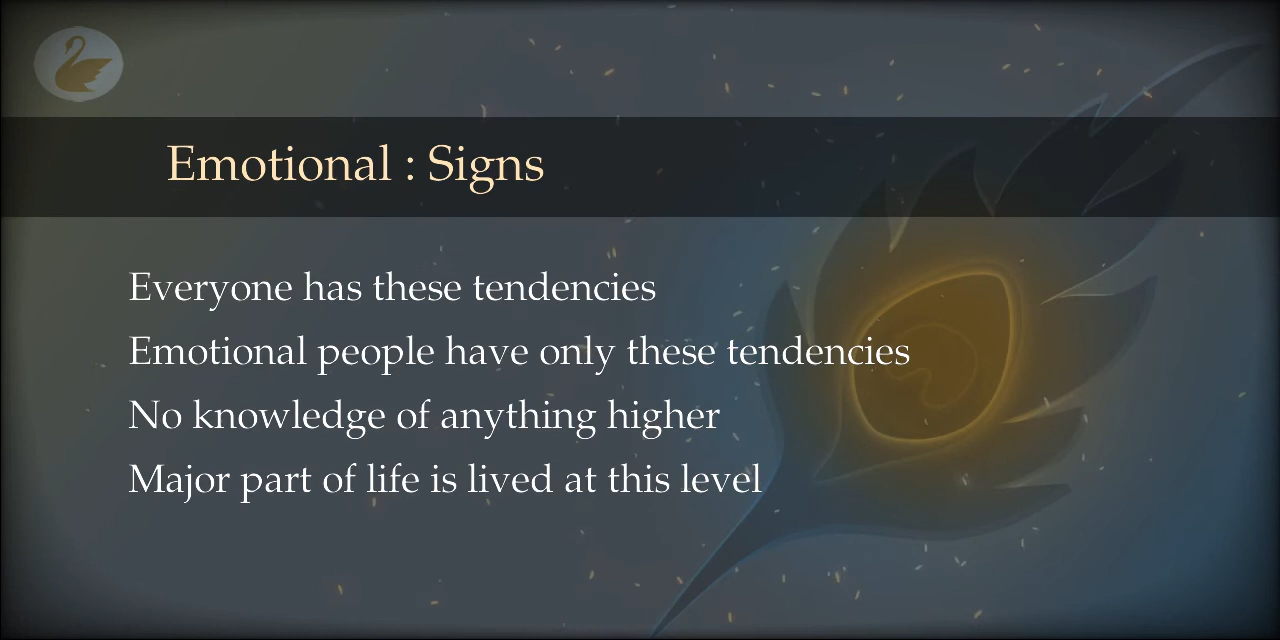 Emotional : Signs
Everyone has these tendencies
Emotional people have only these tendencies
No knowledge of anything higher
Major part of life is lived at this level